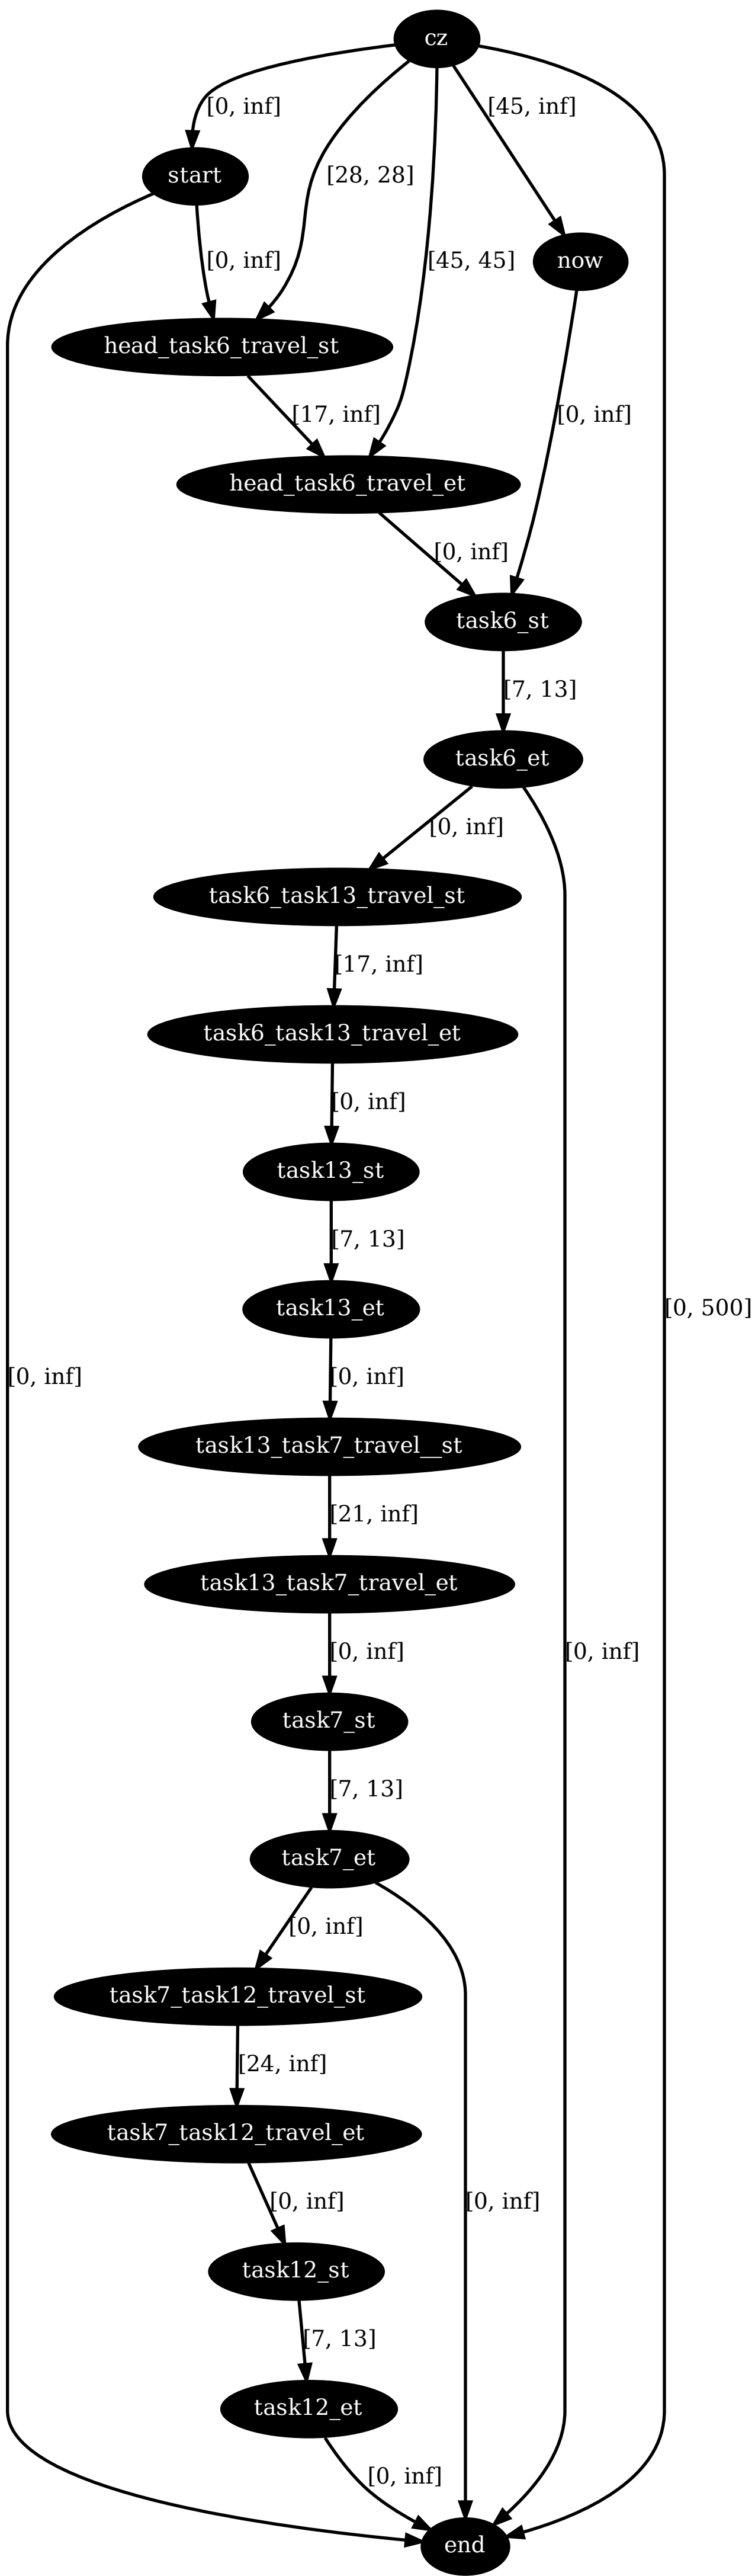 cz
[0, inf]
[45, inf]
start
[28, 28]
[0, inf]
[45, 45]
now
head_task6_travel_st
[17, inf]
[0, inf]
head_task6_travel_et
[0, inf]
task6_st
[7, 13]
task6_et
[0, inf]
task6_task13_travel_st
[17, inf]
task6_task13_travel_et
[0, inf]
task13_st
[7, 13]
task13_et
[0, 500]
[0, inf]
[0, inf]
task13_task7_travel__st
[21, inf]
task13_task7_travel_et
[0, inf]
[0, inf]
task7_st
[7, 13]
task7_et
[0, inf]
task7_task12_travel_st
[24, inf]
task7_task12_travel_et
[0, inf]
[0, inf]
task12_st
[7, 13]
task12_et
[0, inf]
end